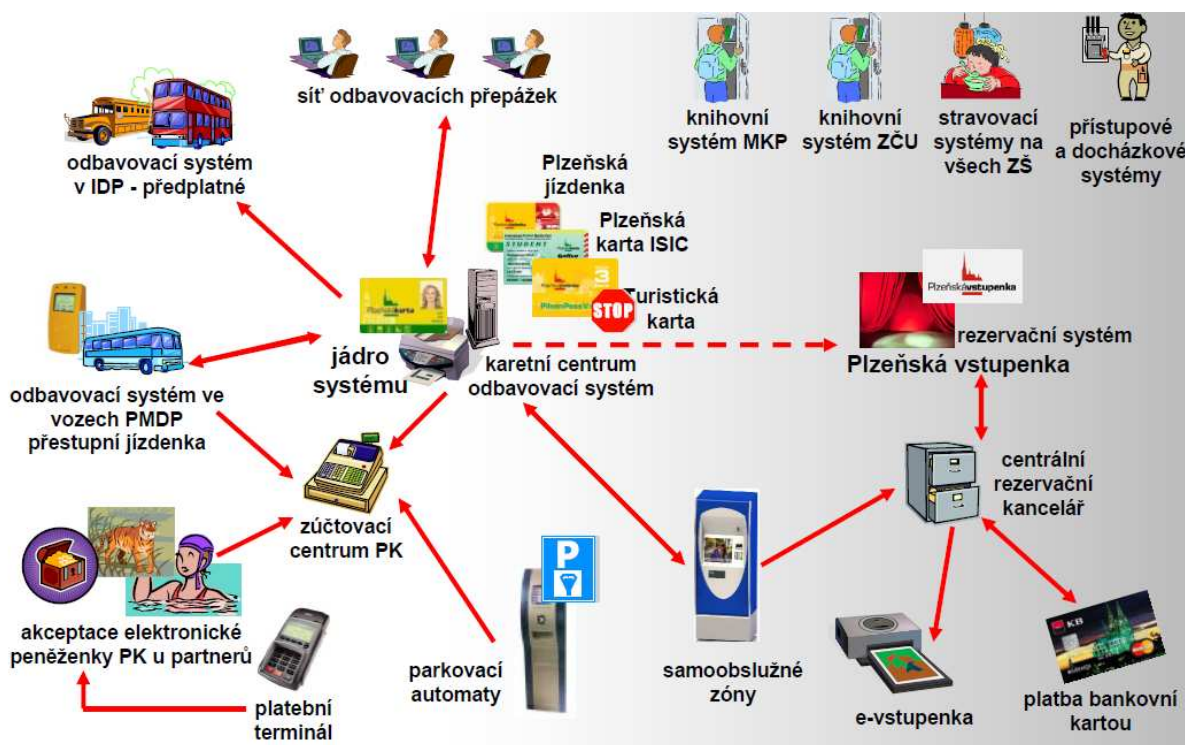 síť odbavovacích přepážek
knihovní
systém MKP
knihovní
systém ZČU
stravovací
systémy na
všech ZŠ
přístupové
a docházkové
systémy
odbavovací systém
v IDP - předplatné
Plzeňská
jízdenka
Plzeňská
karta ISIC
STUDENT
STOP
Turistická
karta
Plzeňskákarta
Plzeňskávstupenka
rezervační systém
Plzeňská vstupenka
jádro
systému
karetní centrum
odbavovací systém
odbavovací systém ve
vozech PMDP
přestupní jízdenka
centrální
rezervační
kancelář
zúčtovací
centrum PK
P
akceptace elektronické
peněženky PK u partnerů
platební
terminál
parkovací
automaty
samoobslužné
zóny
e-vstupenka
KB
platba bankovní
kartou